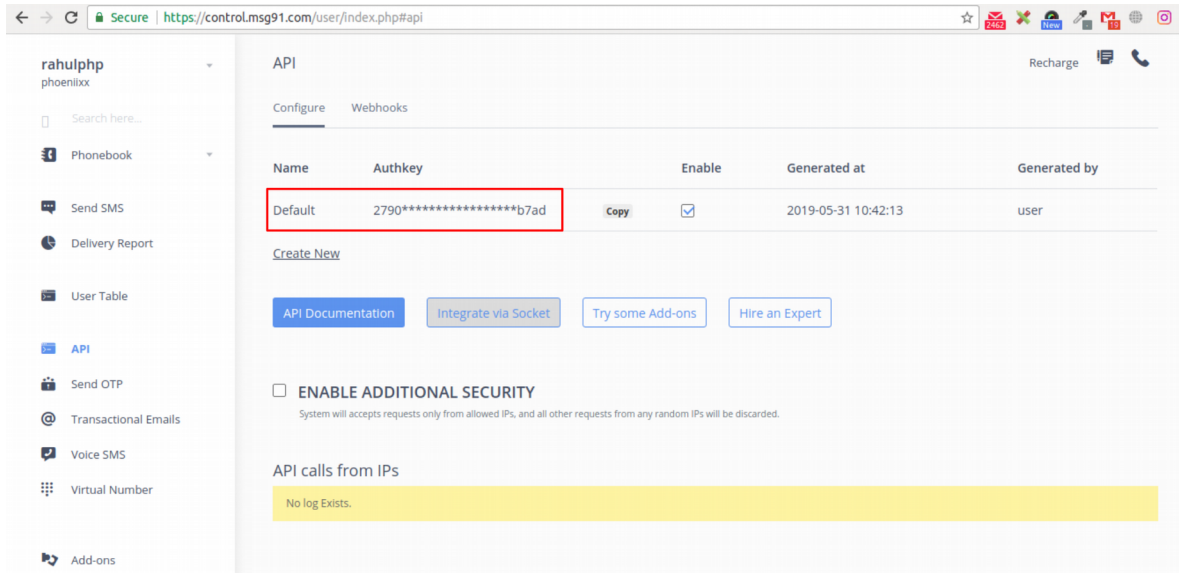 Secure | https://control.msg91.com/user/index.php#api
2462
New
19
rahulphp
phoeniixx
Search here...
Phonebook
Send SMS
Delivery Report
User Table
API
Send OTP
Transactional Emails
Voice SMS
Virtual Number
Add-ons
API
Recharge
Configure Webhooks
Name Authkey Enable Generated at Generated by
Default 2790******************b7ad Copy 2019-05-31 10:42:13 user
Create New
API Documentation Integrate via Socket Try some Add-ons Hire an Expert
ENABLE ADDITIONAL SECURITY
System will accepts requests only from allowed IPs, and all other requests from any random IPs will be discarded.
API calls from IPs
No log Exists.